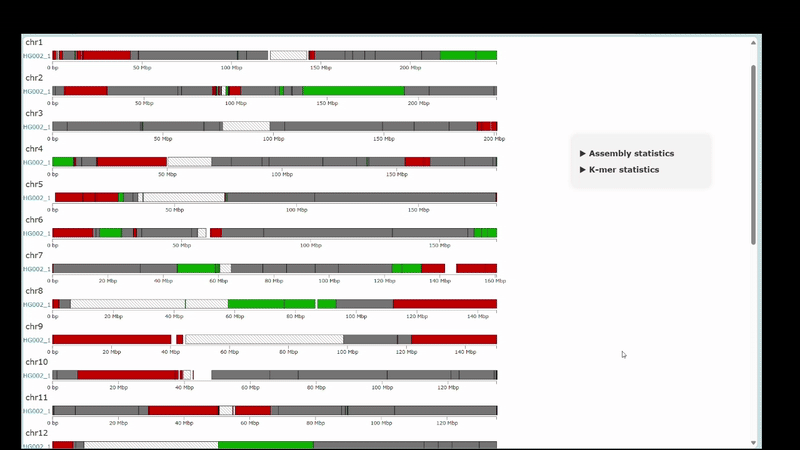 chr1
HG002_1
0 bp 50 Mbp 100 Mbp 150 Mbp 200 Mbp
chr2
HG002_1
0 bp 50 Mbp 100 Mbp 150 Mbp 200 Mbp
chr3
HG002_1
0 bp 50 Mbp 100 Mbp 150 Mbp 200 Mbp
▶ Assembly statistics
▶ K-mer statistics
chr4
HG002_1
0 bp 50 Mbp 100 Mbp 150 Mbp
chr5
HG002_1
0 bp 50 Mbp 100 Mbp 150 Mbp
chr6
HG002_1
0 bp 50 Mbp 100 Mbp 150 Mbp
chr7
HG002_1
0 bp 20 Mbp 40 Mbp 60 Mbp 80 Mbp 100 Mbp 120 Mbp 140 Mbp 160 Mbp
chr8
HG002_1
0 bp 20 Mbp 40 Mbp 60 Mbp 80 Mbp 100 Mbp 120 Mbp 140 Mbp
chr9
HG002_1
0 bp 20 Mbp 40 Mbp 60 Mbp 80 Mbp 100 Mbp 120 Mbp 140 Mbp
chr10
HG002_1
0 bp 20 Mbp 40 Mbp 60 Mbp 80 Mbp 100 Mbp 120 Mbp
chr11
HG002_1
0 bp 20 Mbp 40 Mbp 60 Mbp 80 Mbp 100 Mbp 120 Mbp
chr12
HG002_1